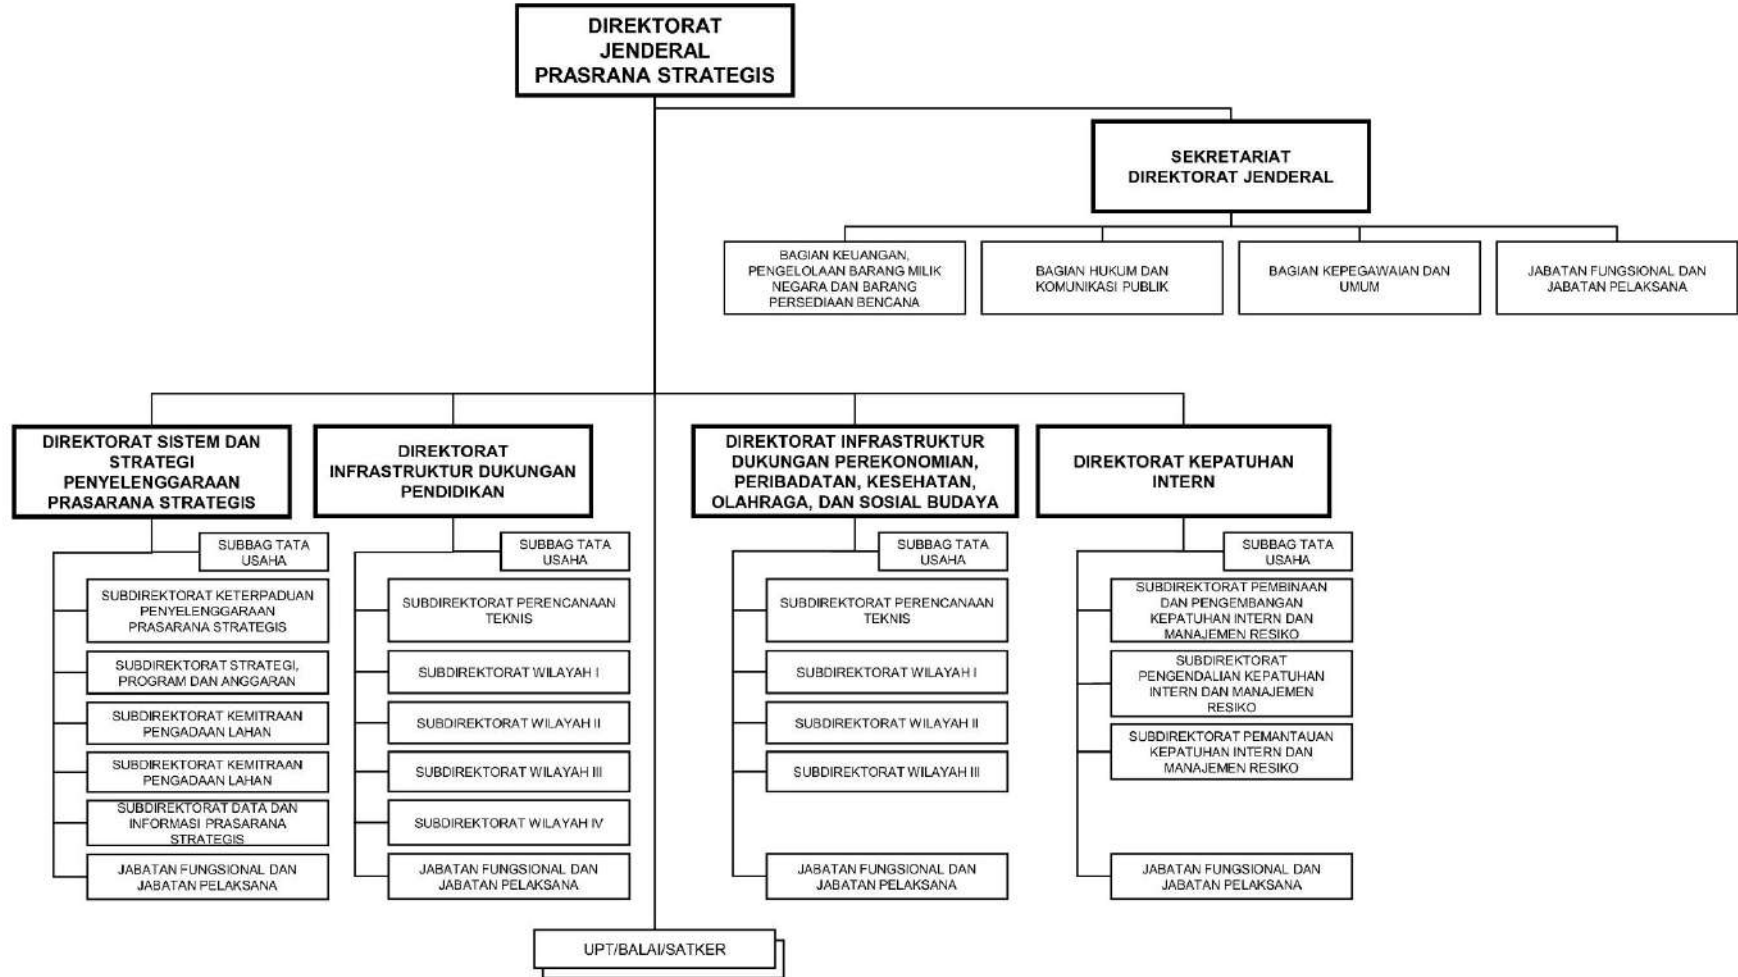 DIREKTORAT
JENDERAL
PRASRANA STRATEGIS
SEKRETARIAT
DIREKTORAT JENDERAL
BAGIAN KEUANGAN,
PENGELOLAAN BARANG MILIK
NEGARA DAN BARANG
PERSEDIAAN BENCANA
BAGIAN HUKUM DAN
KOMUNIKASI PUBLIK
BAGIAN KEPEGAWAIAN DAN
UMUM
JABATAN FUNGSIONAL DAN
JABATAN PELAKSANA
DIREKTORAT SISTEM DAN
STRATEGI
PENYELENGGARAAN
PRASARANA STRATEGIS
SUBBAG TATA
USAHA
SUBDIREKTORAT KETERPADUAN
PENYELENGGARAAN
PRASARANA STRATEGIS
SUBDIREKTORAT STRATEGI,
PROGRAM DAN ANGGARAN
SUBDIREKTORAT KEMITRAAN
PENGADAAN LAHAN
SUBDIREKTORAT KEMITRAAN
PENGADAAN LAHAN
SUBDIREKTORAT DATA DAN
INFORMASI PRASARANA
STRATEGIS
JABATAN FUNGSIONAL DAN
JABATAN PELAKSANA
DIREKTORAT
INFRASTRUKTUR DUKUNGAN
PENDIDIKAN
SUBBAG TATA
USAHA
SUBDIREKTORAT PERENCANAAN
TEKNIS
SUBDIREKTORAT WILAYAH I
SUBDIREKTORAT WILAYAH II
SUBDIREKTORAT WILAYAH III
SUBDIREKTORAT WILAYAH IV
JABATAN FUNGSIONAL DAN
JABATAN PELAKSANA
DIREKTORAT INFRASTRUKTUR
DUKUNGAN PEREKONOMIAN,
PERIBADATAN, KESEHATAN,
OLAHRAGA, DAN SOSIAL BUDAYA
SUBBAG TATA
USAHA
SUBDIREKTORAT PERENCANAAN
TEKNIS
SUBDIREKTORAT WILAYAH I
SUBDIREKTORAT WILAYAH II
SUBDIREKTORAT WILAYAH III
JABATAN FUNGSIONAL DAN
JABATAN PELAKSANA
DIREKTORAT KEPATUHAN
INTERN
SUBBAG TATA
USAHA
SUBDIREKTORAT PEMBINAAN
DAN PENGEMBANGAN
KEPATUHAN INTERN DAN
MANAJEMEN RESIKO
SUBDIREKTORAT
PENGENDALIAN KEPATUHAN
INTERN DAN MANAJEMEN
RESIKO
SUBDIREKTORAT PEMANTAUAN
KEPATUHAN INTERN DAN
MANAJEMEN RESIKO
JABATAN FUNGSIONAL DAN
JABATAN PELAKSANA
UPT/BALAI/SATKER